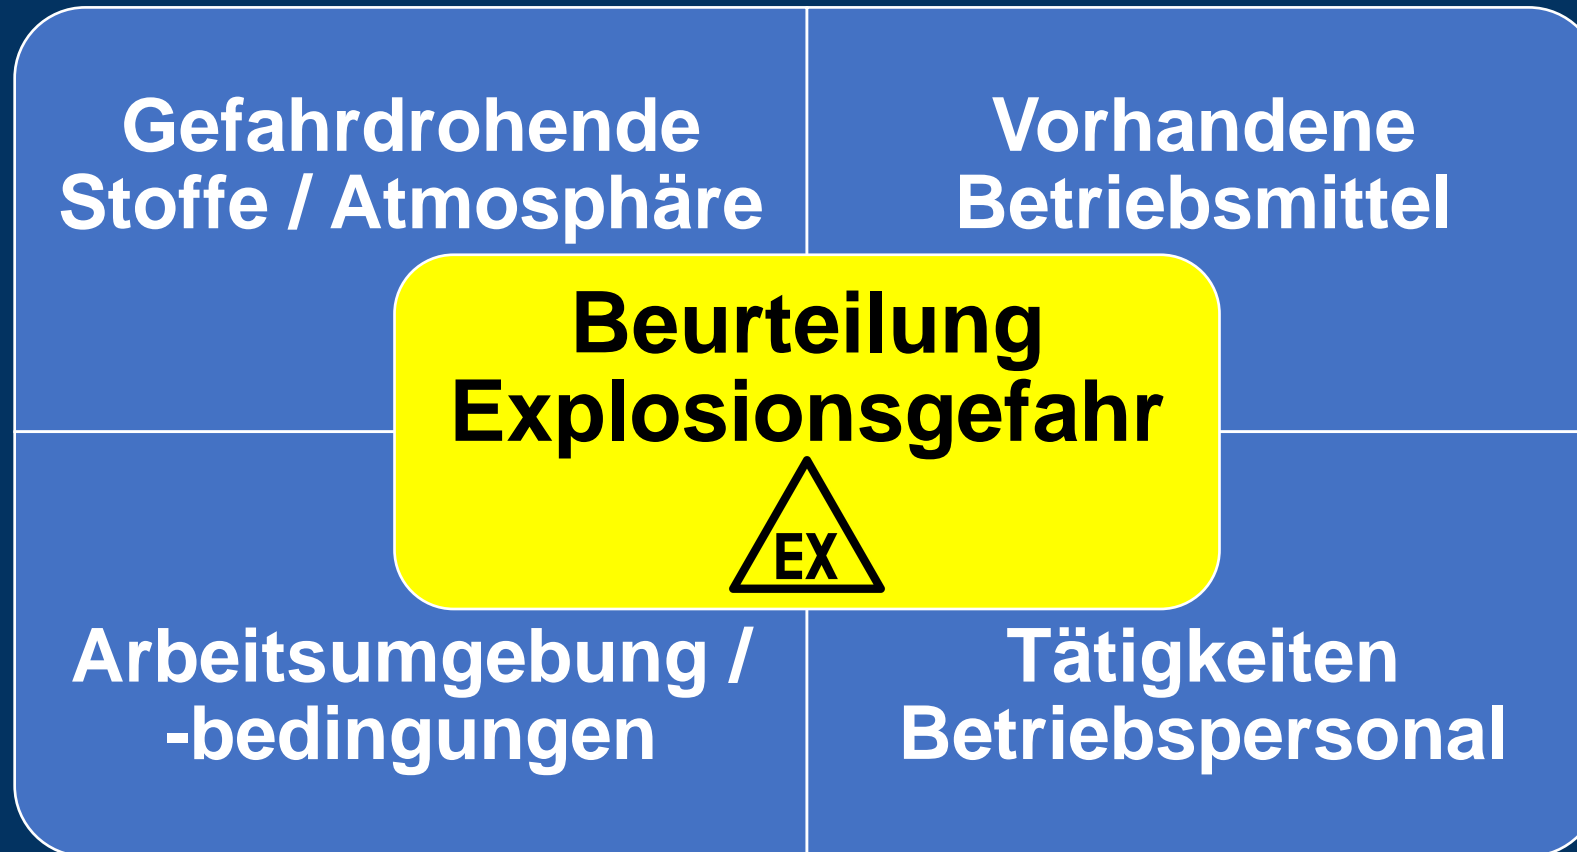 Gefahrdrohende
Stoffe / Atmosphäre
Vorhandene
Betriebsmittel
Beurteilung
Explosionsgefahr
EX
Arbeitsumgebung /
-bedingungen
Tätigkeiten
Betriebspersonal